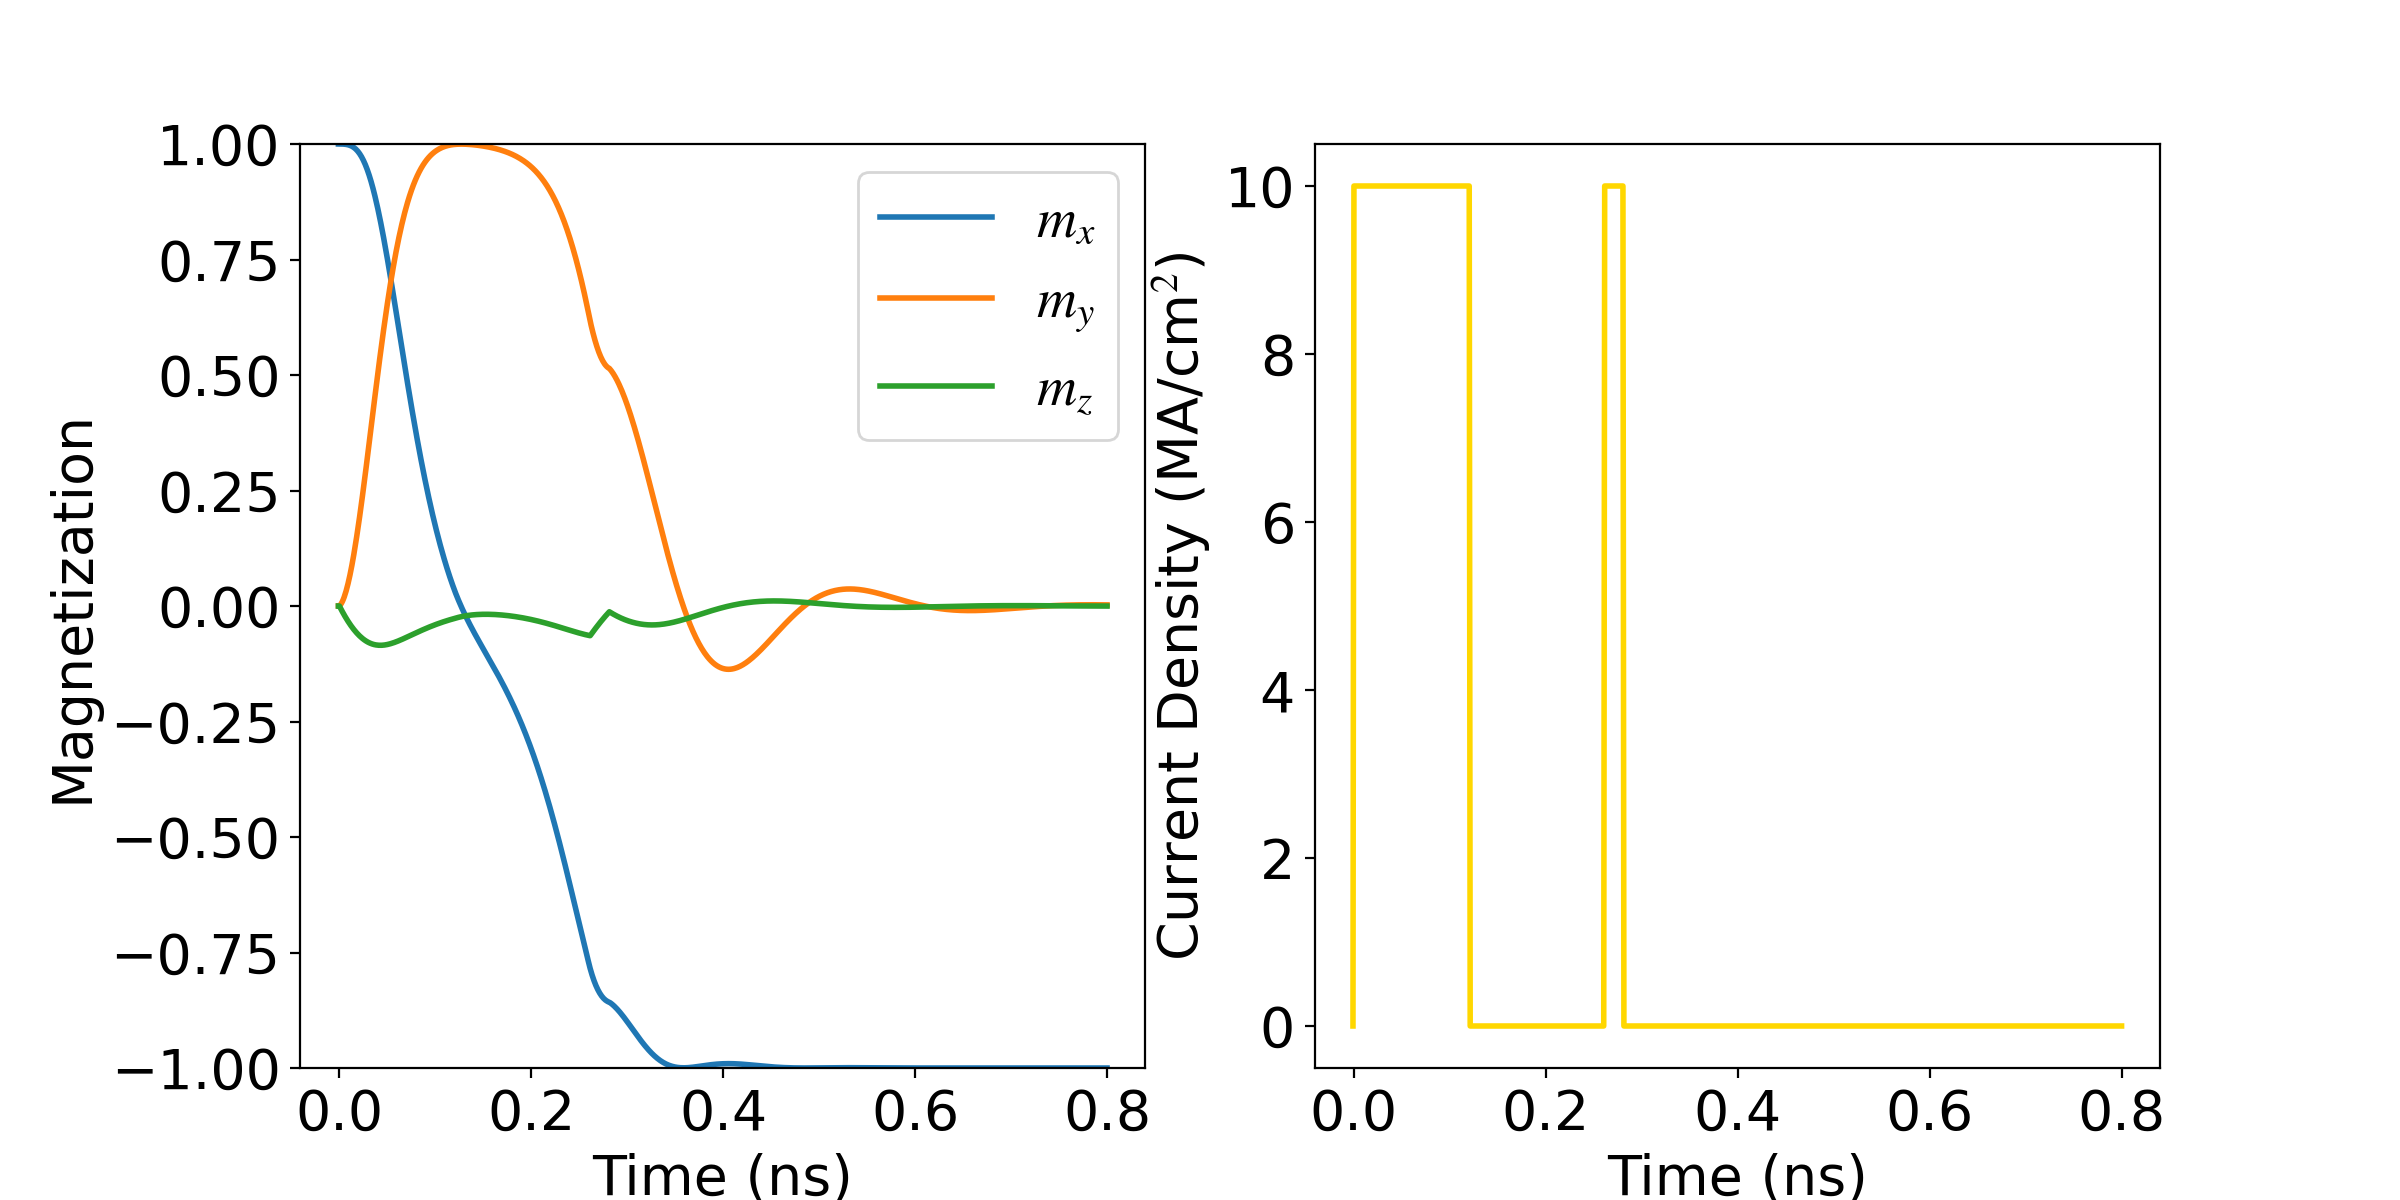 1.00
0.75
0.50
0.25
0.00
−0.25
−0.50
−0.75
−1.00
Magnetization
0.0 0.2 0.4 0.6 0.8
Time (ns)
m_x
m_y
m_z
10
8
6
4
2
0
Current Density (MA/cm²)
0.0 0.2 0.4 0.6 0.8
Time (ns)